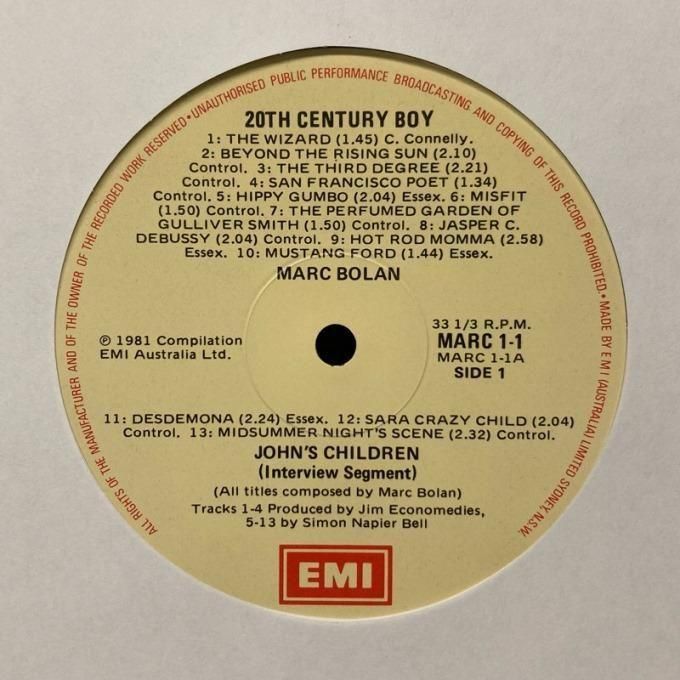 ALL RIGHTS OF THE MANUFACTURER AND OF THE OWNER OF THE RECORDED WORK RESERVED • UNAUTHORISED PUBLIC PERFORMANCE BROADCASTING AND COPYING OF THIS RECORD PROHIBITED. • MADE BY EMI (AUSTRALIA) LIMITED SYDNEY, N.S.W.
20TH CENTURY BOY
1: THE WIZARD (1.45) C. Connelly.
2: BEYOND THE RISING SUN (2.10)
Control. 3: THE THIRD DEGREE (2.21)
Control. 4: SAN FRANCISCO POET (1.34)
Control. 5: HIPPY GUMBO (2.04) Essex. 6: MISFIT
(1.50) Control. 7: THE PERFUMED GARDEN OF
GULLIVER SMITH (1.50) Control. 8: JASPER C.
DEBUSSY (2.04) Control. 9: HOT ROD MOMMA (2.58)
Essex. 10: MUSTANG FORD (1.44) Essex.
MARC BOLAN
℗ 1981 Compilation
EMI Australia Ltd.
33 1/3 R.P.M.
MARC 1-1
MARC 1-1A
SIDE 1
11: DESDEMONA (2.24) Essex. 12: SARA CRAZY CHILD (2.04)
Control. 13: MIDSUMMER NIGHT'S SCENE (2.32) Control.
JOHN'S CHILDREN
(Interview Segment)
(All titles composed by Marc Bolan)
Tracks 1-4 Produced by Jim Economedies,
5-13 by Simon Napier Bell
EMI